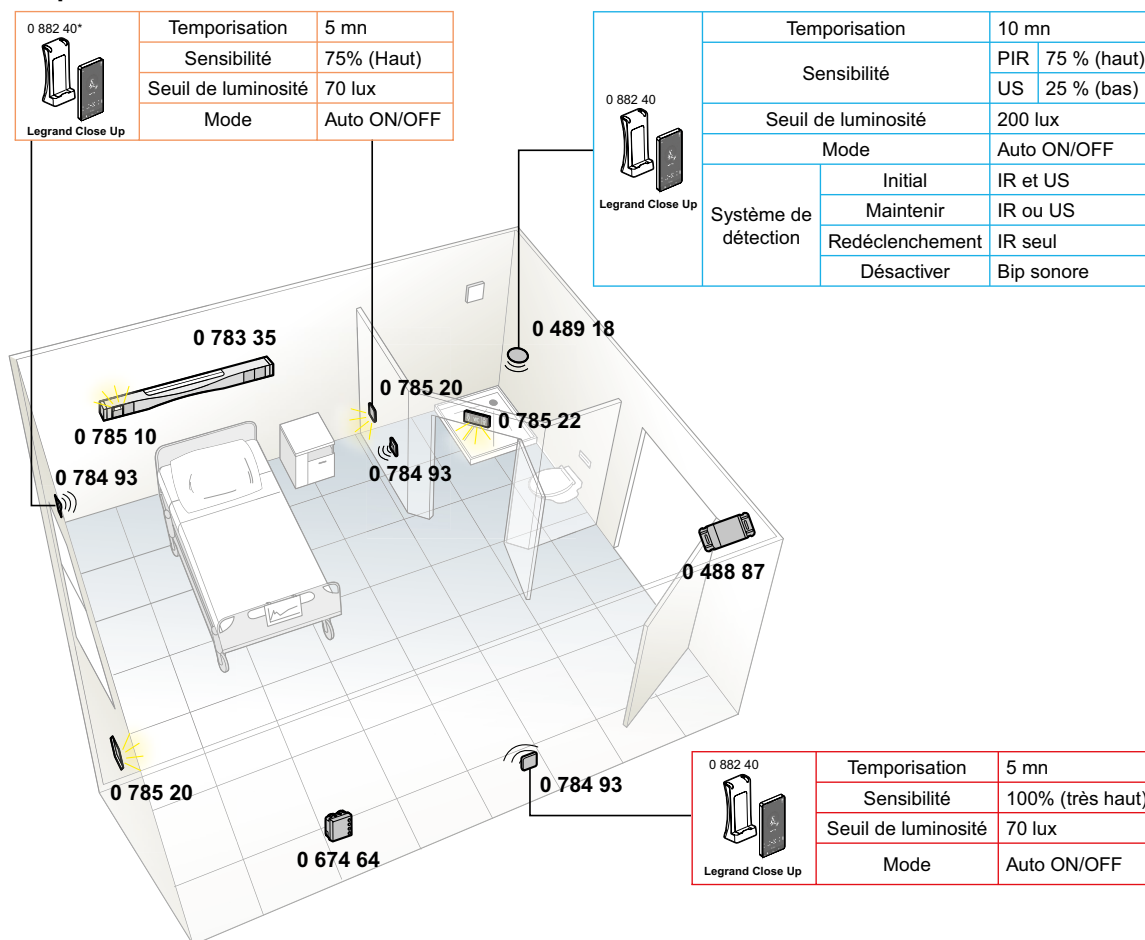 0 882 40*
Legrand Close Up
Temporisation 5 mn
Sensibilité 75% (Haut)
Seuil de luminosité 70 lux
Mode Auto ON/OFF
0 882 40
Legrand Close Up
Temporisation 10 mn
Sensibilité PIR 75 % (haut)
US 25 % (bas)
Seuil de luminosité 200 lux
Mode Auto ON/OFF
Système de détection
Initial IR et US
Maintenir IR ou US
Redéclenchement IR seul
Désactiver Bip sonore
0 783 35
0 489 18
0 785 20
0 785 22
0 785 10
0 784 93
0 784 93
0 488 87
0 785 20
0 784 93
0 674 64
0 882 40
Legrand Close Up
Temporisation 5 mn
Sensibilité 100% (très haut)
Seuil de luminosité 70 lux
Mode Auto ON/OFF